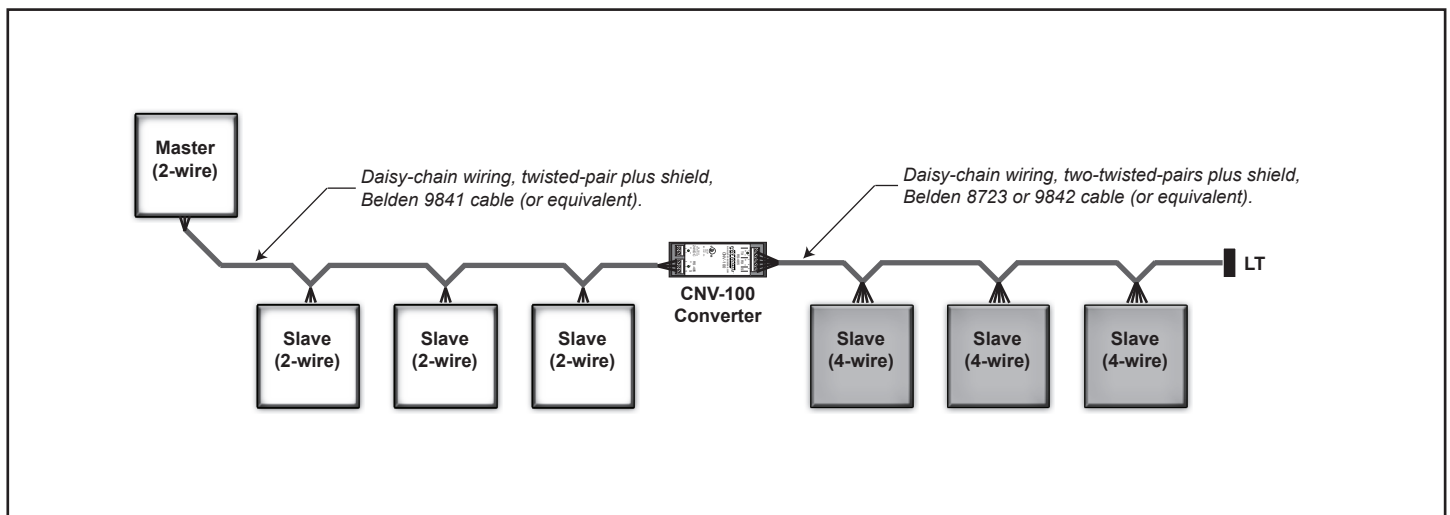 Master
(2-wire)
Daisy-chain wiring, twisted-pair plus shield,
Belden 9841 cable (or equivalent).
Daisy-chain wiring, two-twisted-pairs plus shield,
Belden 8723 or 9842 cable (or equivalent).
LT
CNV-100
Converter
Slave
(2-wire)
Slave
(2-wire)
Slave
(2-wire)
Slave
(4-wire)
Slave
(4-wire)
Slave
(4-wire)